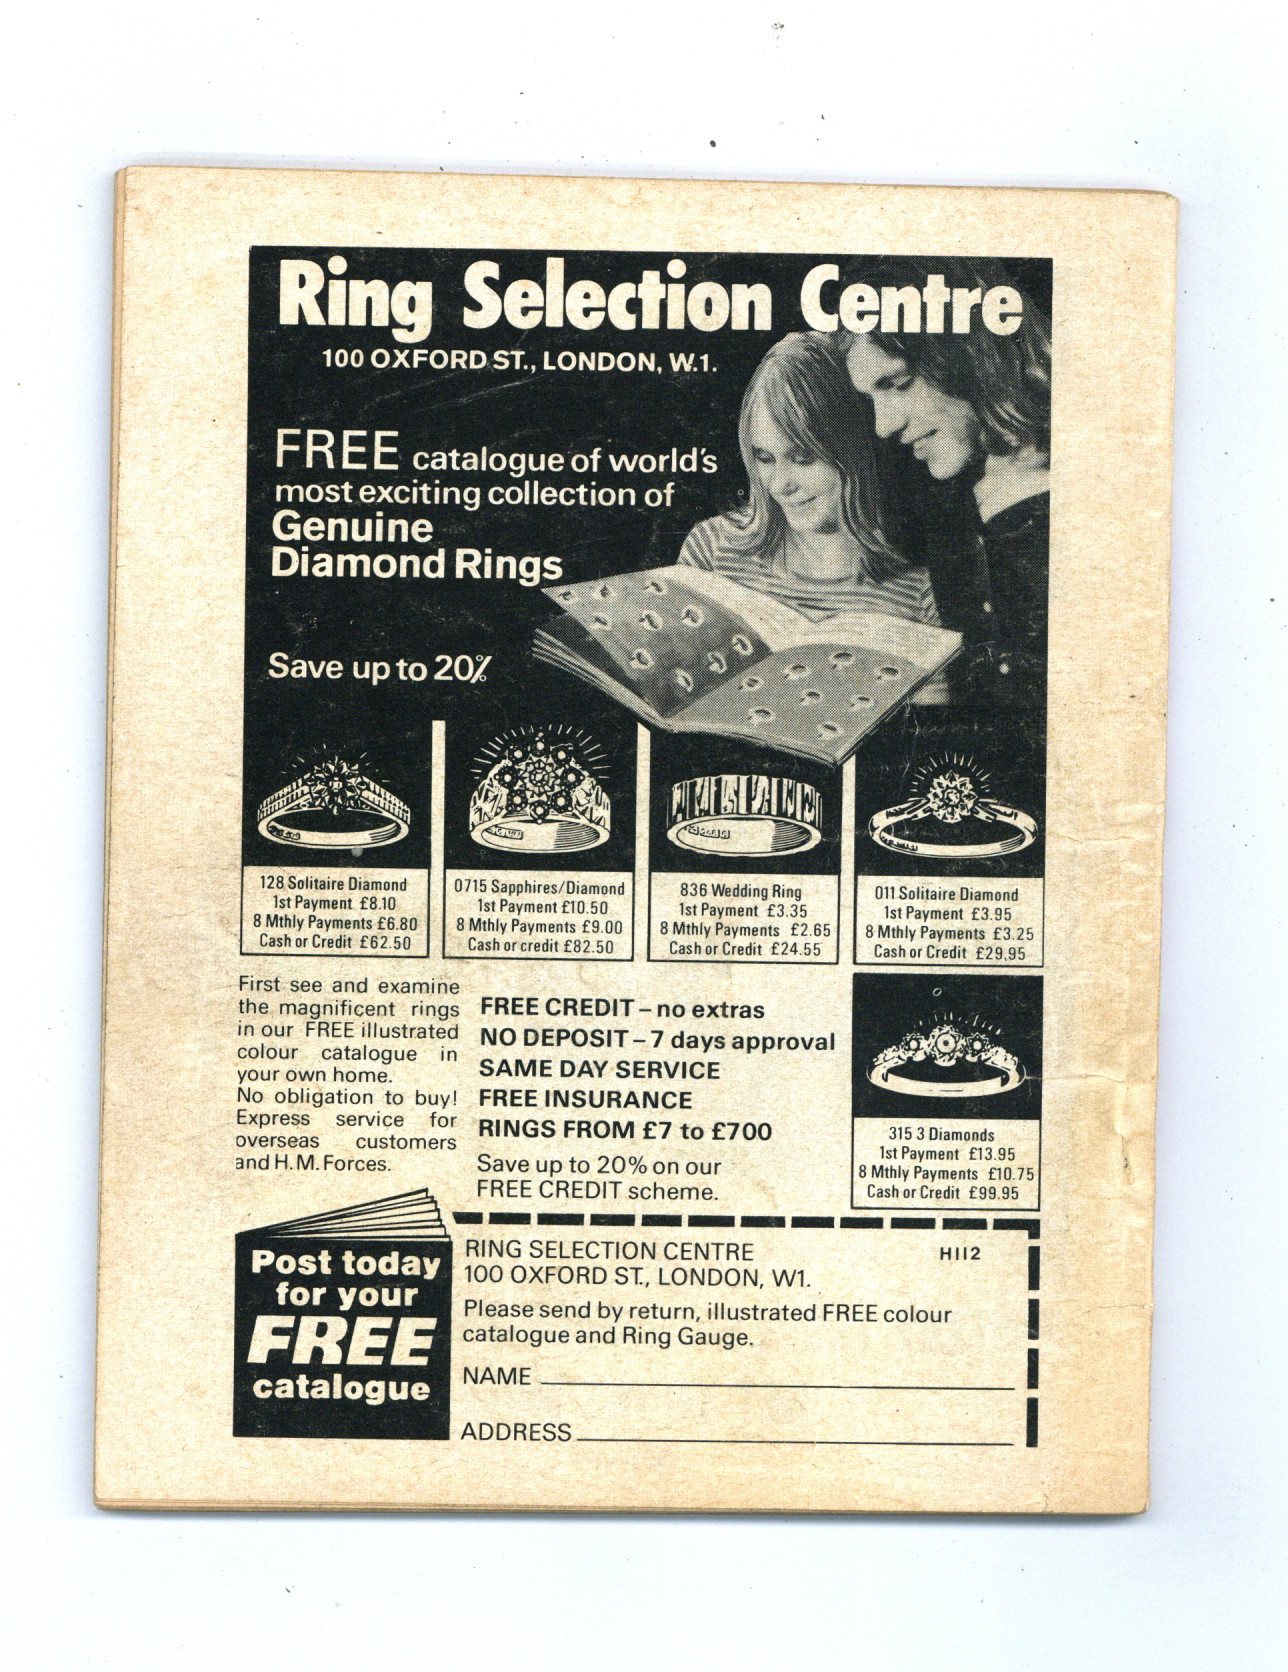 Ring Selection Centre
100 OXFORD ST., LONDON, W.1.
FREE catalogue of world's
most exciting collection of
Genuine
Diamond Rings
Save up to 20%
128 Solitaire Diamond
1st Payment £8.10
8 Mthly Payments £6.80
Cash or Credit £62.50
0715 Sapphires/Diamond
1st Payment £10.50
8 Mthly Payments £9.00
Cash or credit £82.50
836 Wedding Ring
1st Payment £3.35
8 Mthly Payments £2.65
Cash or Credit £24.55
011 Solitaire Diamond
1st Payment £3.95
8 Mthly Payments £3.25
Cash or Credit £29.95
First see and examine
the magnificent rings
in our FREE illustrated
colour catalogue in
your own home.
No obligation to buy!
Express service for
overseas customers
and H.M. Forces.
FREE CREDIT – no extras
NO DEPOSIT – 7 days approval
SAME DAY SERVICE
FREE INSURANCE
RINGS FROM £7 to £700
Save up to 20% on our
FREE CREDIT scheme.
315 3 Diamonds
1st Payment £13.95
8 Mthly Payments £10.75
Cash or Credit £99.95
Post today
for your
FREE
catalogue
RING SELECTION CENTRE H112
100 OXFORD ST., LONDON, W1.
Please send by return, illustrated FREE colour
catalogue and Ring Gauge.
NAME
ADDRESS